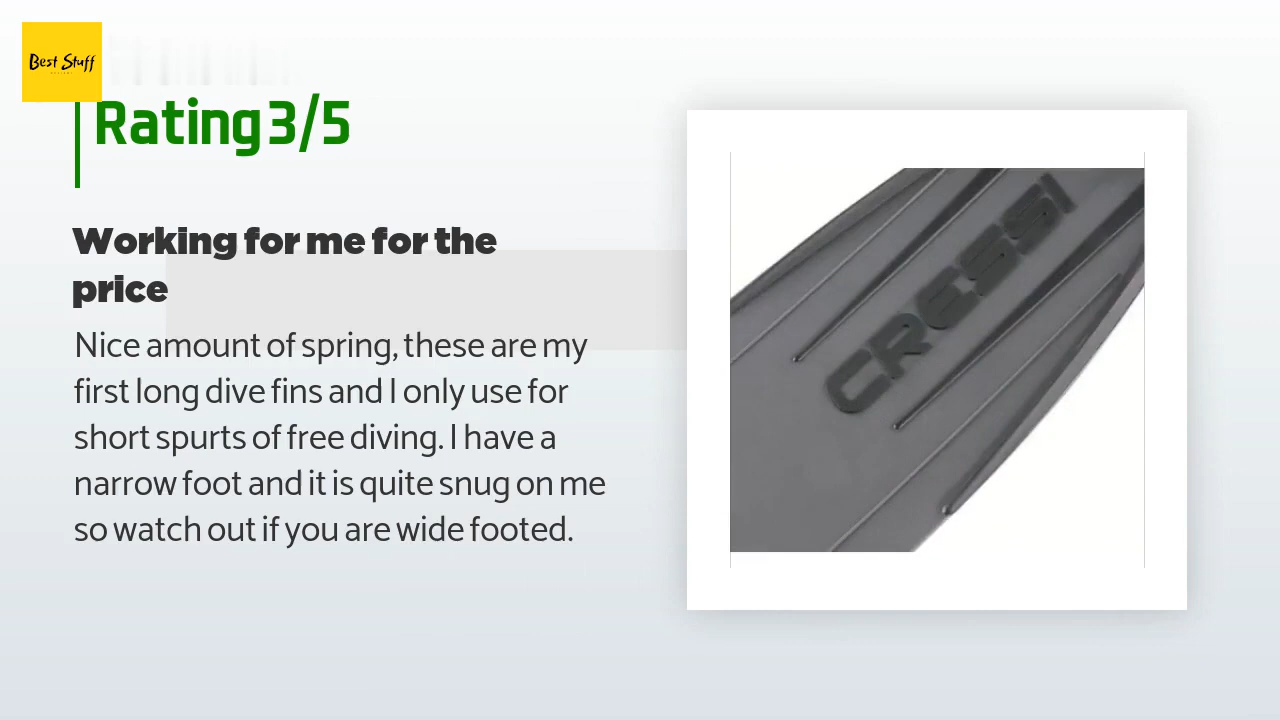 Best Stuff
Rating 3/5
Working for me for the
price
Nice amount of spring, these are my
first long dive fins and I only use for
short spurts of free diving. I have a
narrow foot and it is quite snug on me
so watch out if you are wide footed.
CRESSI